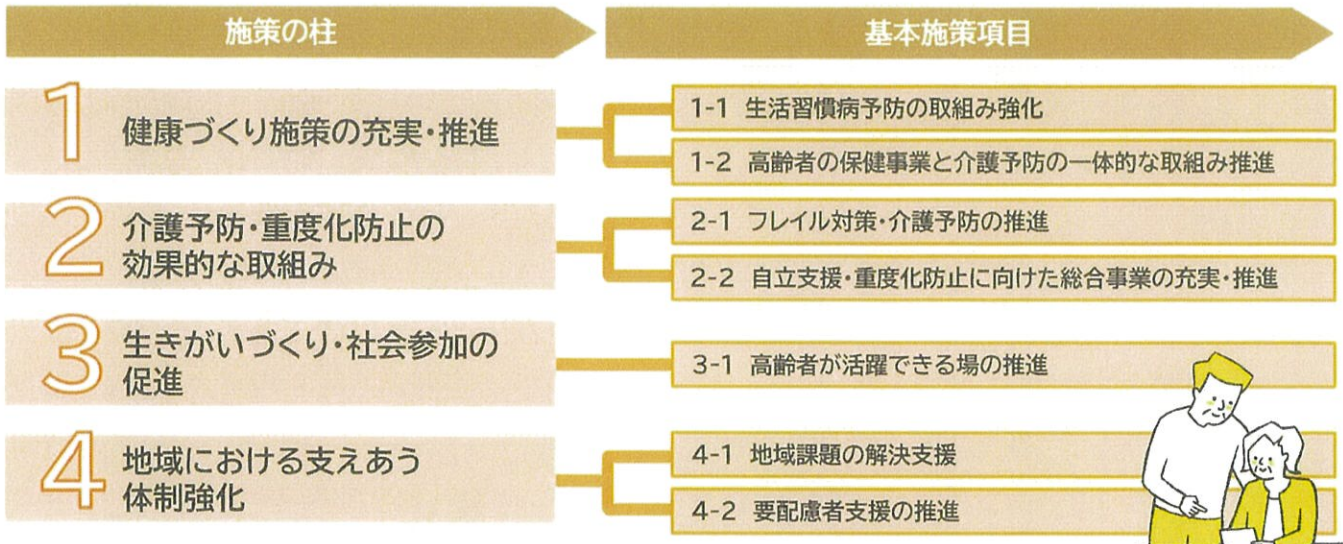 施策の柱
基本施策項目
1 健康づくり施策の充実・推進
1-1 生活習慣病予防の取組み強化
1-2 高齢者の保健事業と介護予防の一体的な取組み推進
2 介護予防・重度化防止の
効果的な取組み
2-1 フレイル対策・介護予防の推進
2-2 自立支援・重度化防止に向けた総合事業の充実・推進
3 生きがいづくり・社会参加の
促進
3-1 高齢者が活躍できる場の推進
4 地域における支えあう
体制強化
4-1 地域課題の解決支援
4-2 要配慮者支援の推進